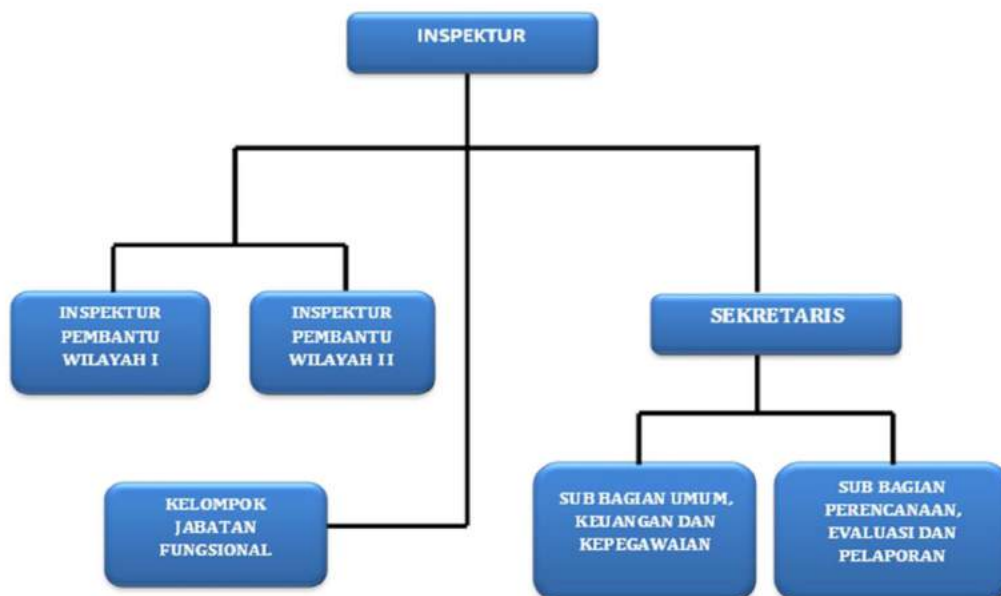 INSPEKTUR
INSPEKTUR
PEMBANTU
WILAYAH I
INSPEKTUR
PEMBANTU
WILAYAH II
SEKRETARIS
KELOMPOK
JABATAN
FUNGSIONAL
SUB BAGIAN UMUM,
KEUANGAN DAN
KEPEGAWAIAN
SUB BAGIAN
PERENCANAAN,
EVALUASI DAN
PELAPORAN